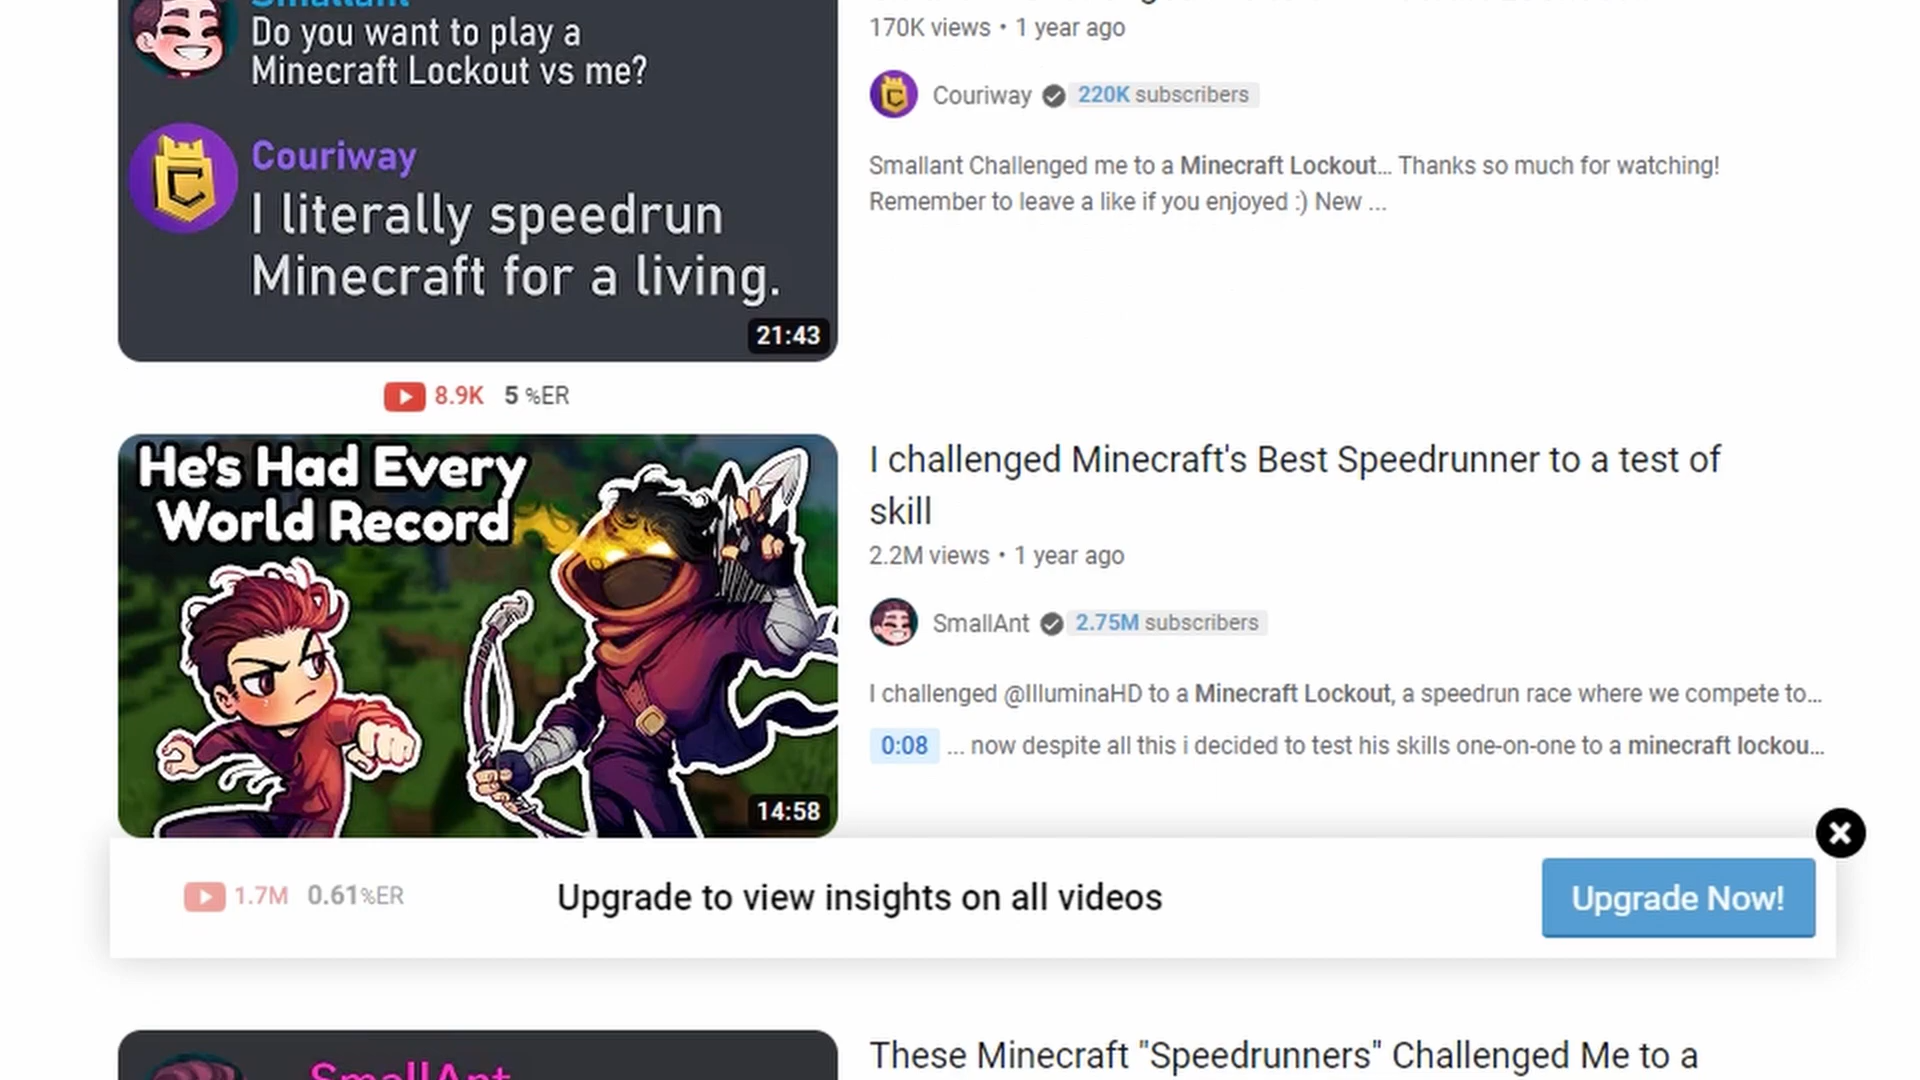 Smallant
Do you want to play a
Minecraft Lockout vs me?
Couriway
I literally speedrun
Minecraft for a living.
21:43
170K views • 1 year ago
Couriway 220K subscribers
Smallant Challenged me to a Minecraft Lockout... Thanks so much for watching!
Remember to leave a like if you enjoyed :) New ...
8.9K 5 %ER
He's Had Every
World Record
14:58
I challenged Minecraft's Best Speedrunner to a test of
skill
2.2M views • 1 year ago
SmallAnt 2.75M subscribers
I challenged @IlluminaHD to a Minecraft Lockout, a speedrun race where we compete to...
0:08 ... now despite all this i decided to test his skills one-on-one to a minecraft lockou...
1.7M 0.61%ER
Upgrade to view insights on all videos
Upgrade Now!
SmallAnt
These Minecraft "Speedrunners" Challenged Me to a